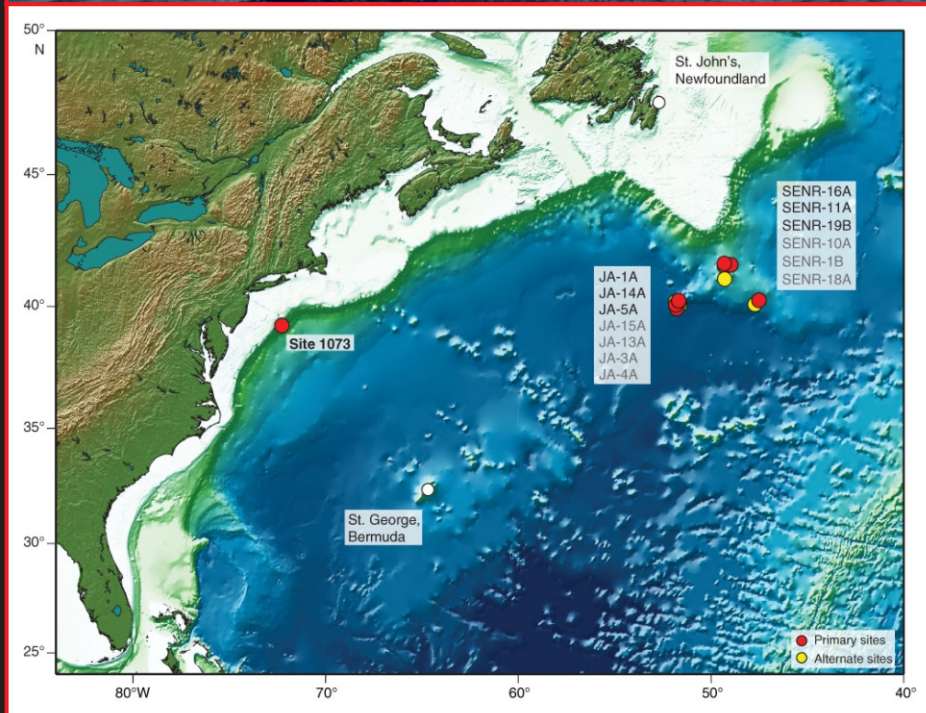 50°
N
St. John's,
Newfoundland
45°
SENR-16A
SENR-11A
SENR-19B
SENR-10A
SENR-1B
SENR-18A
JA-1A
JA-14A
JA-5A
JA-15A
JA-13A
JA-3A
JA-4A
40°
Site 1073
35°
St. George,
Bermuda
30°
Primary sites
Alternate sites
25°
80°W
70°
60°
50°
40°